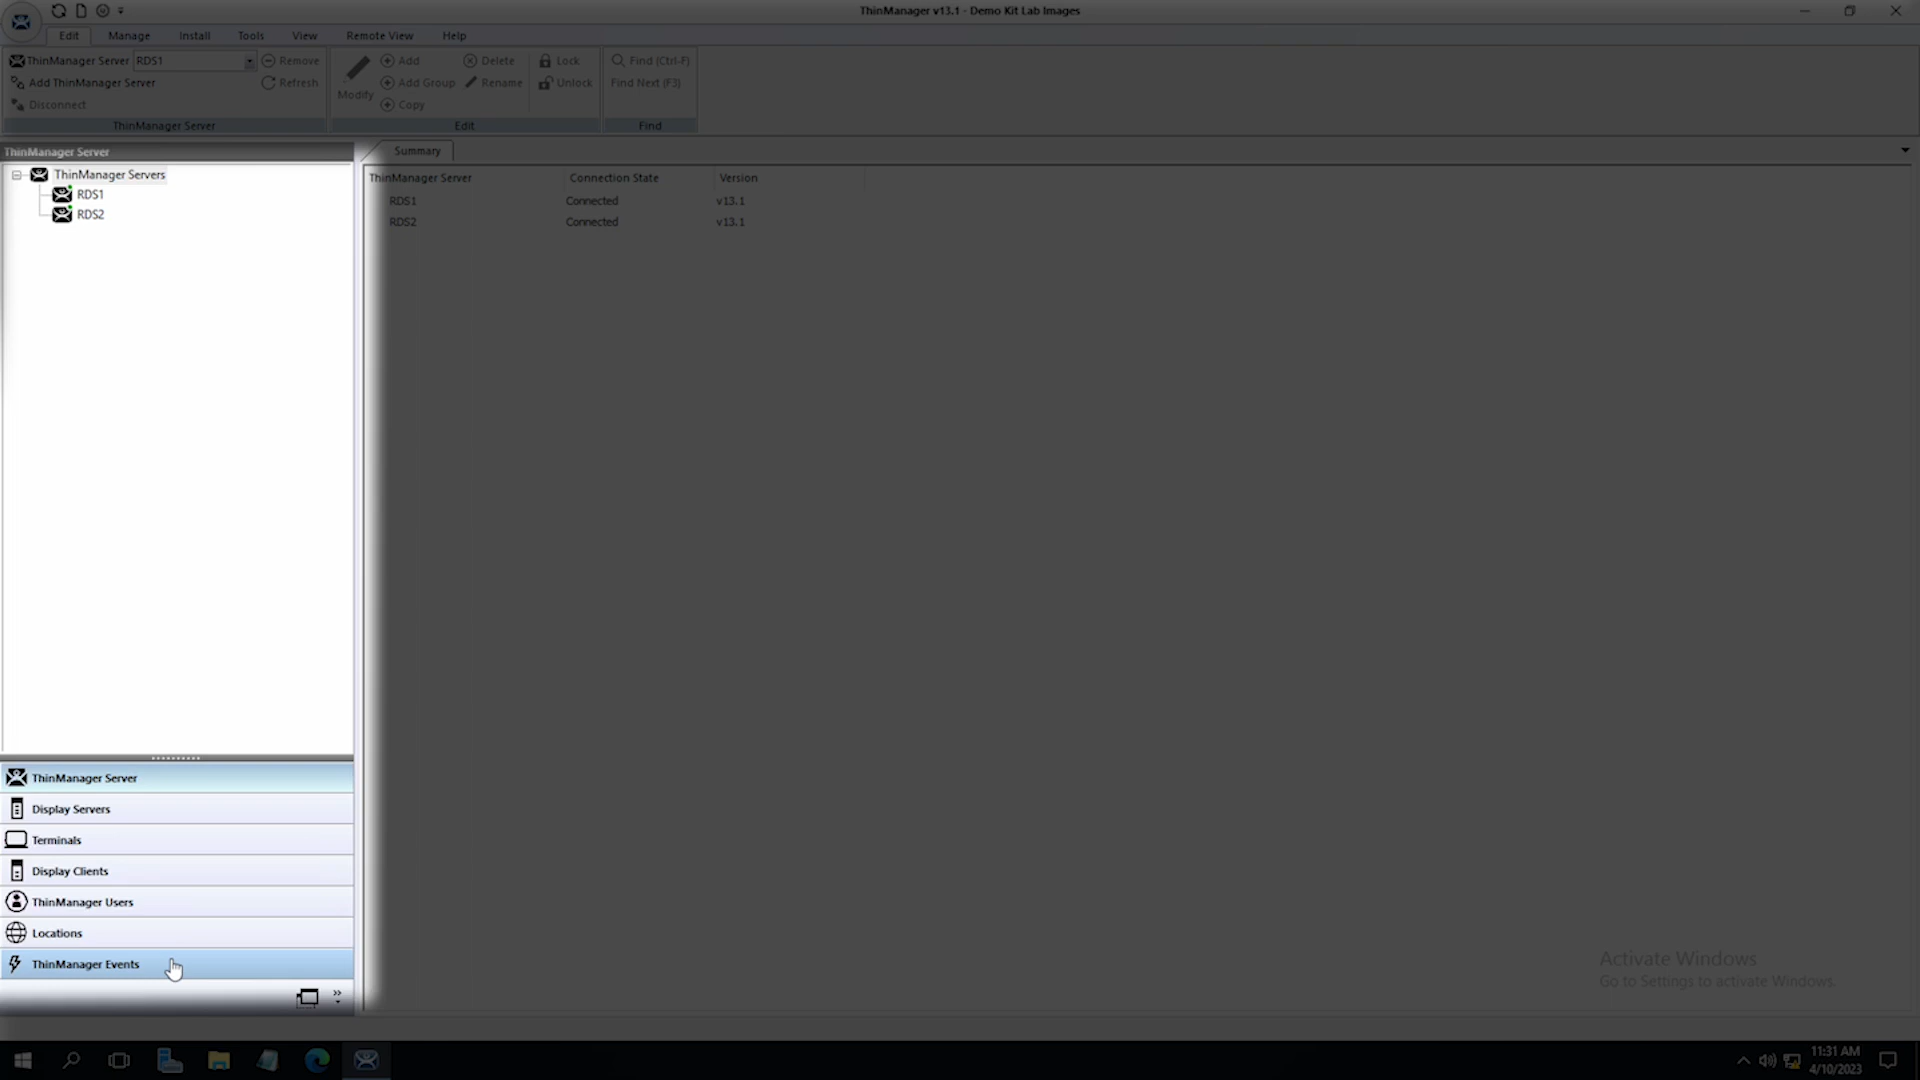 ThinManager v13.1 - Demo Kit Lab Images
Edit Manage Install Tools View Remote View Help
ThinManager Server RDS1 Remove
Add ThinManager Server Refresh
Disconnect
ThinManager Server
Modify
Add Delete Lock
Add Group Rename Unlock
Copy
Edit
Find (Ctrl-F)
Find Next (F3)
Find
ThinManager Server
ThinManager Servers
RDS1
RDS2
Summary
ThinManager Server Connection State Version
RDS1 Connected v13.1
RDS2 Connected v13.1
ThinManager Server
Display Servers
Terminals
Display Clients
ThinManager Users
Locations
ThinManager Events
Activate Windows
Go to Settings to activate Windows.
11:31 AM
4/10/2023